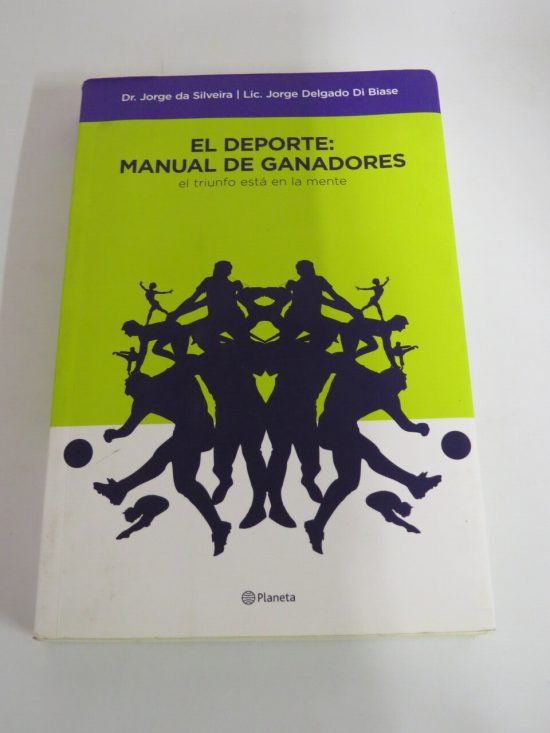 Dr. Jorge da Silveira | Lic. Jorge Delgado Di Biase
EL DEPORTE:
MANUAL DE GANADORES
el triunfo está en la mente
Planeta